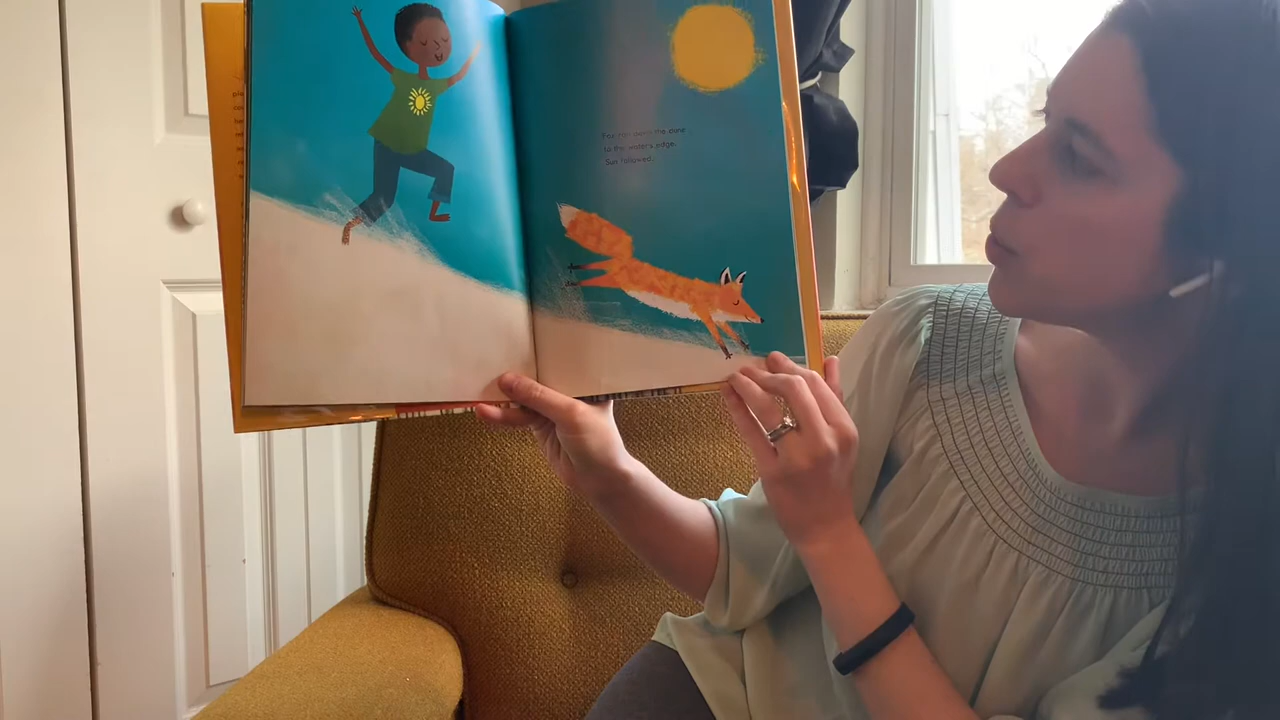 Fox ran down the dune
to the water's edge.
Sun followed.